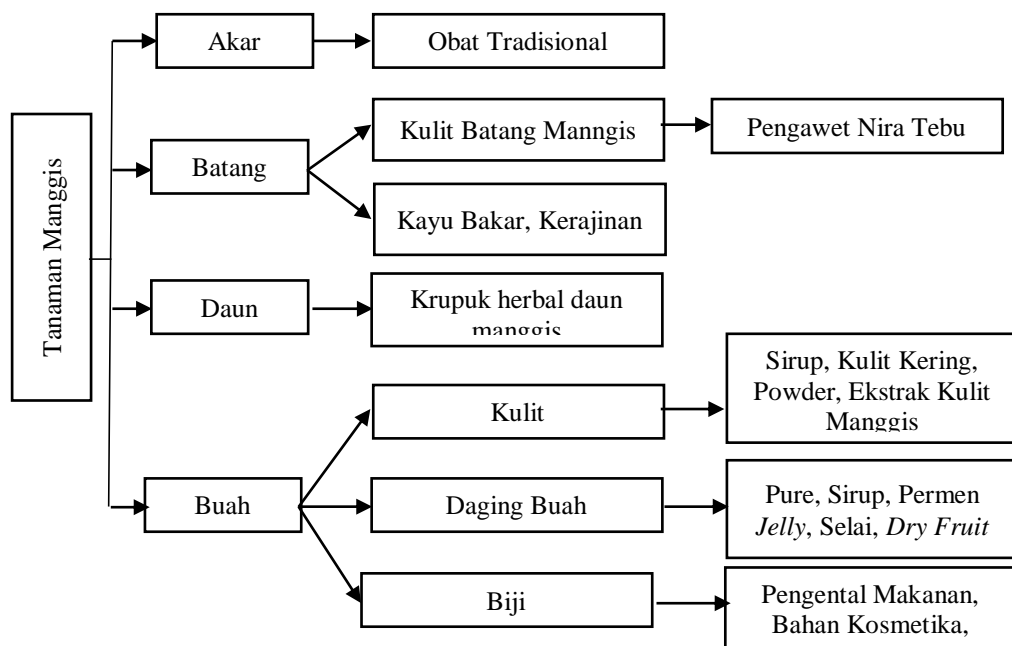 Tanaman Manggis
Akar
Obat Tradisional
Batang
Kulit Batang Manngis
Pengawet Nira Tebu
Kayu Bakar, Kerajinan
Daun
Krupuk herbal daun
manggis
Buah
Kulit
Sirup, Kulit Kering,
Powder, Ekstrak Kulit
Manggis
Daging Buah
Pure, Sirup, Permen
Jelly, Selai, Dry Fruit
Biji
Pengental Makanan,
Bahan Kosmetika,